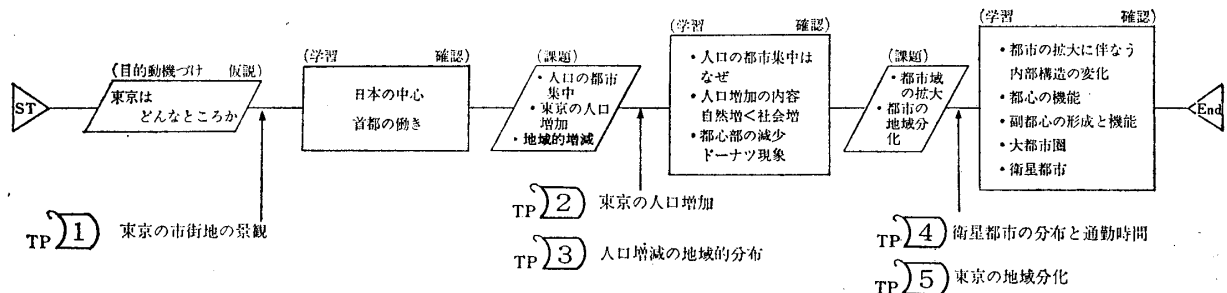 ST
(目的動機づけ 仮説)
東京は
どんなところか
(学習 確認)
日本の中心
首都の働き
(課題)
・人口の都市
集中
・東京の人口
増加
・地域的増減
(学習 確認)
・人口の都市集中は
なぜ
・人口増加の内容
自然増<社会増
・都心部の減少
ドーナツ現象
(課題)
・都市域
の拡大
・都市の
地域分
化
(学習 確認)
・都市の拡大に伴なう
内部構造の変化
・都心の機能
・副都心の形成と機能
・大都市圏
・衛星都市
End
TP 1 東京の市街地の景観
TP 2 東京の人口増加
TP 3 人口増減の地域的分布
TP 4 衛星都市の分布と通勤時間
TP 5 東京の地域分化